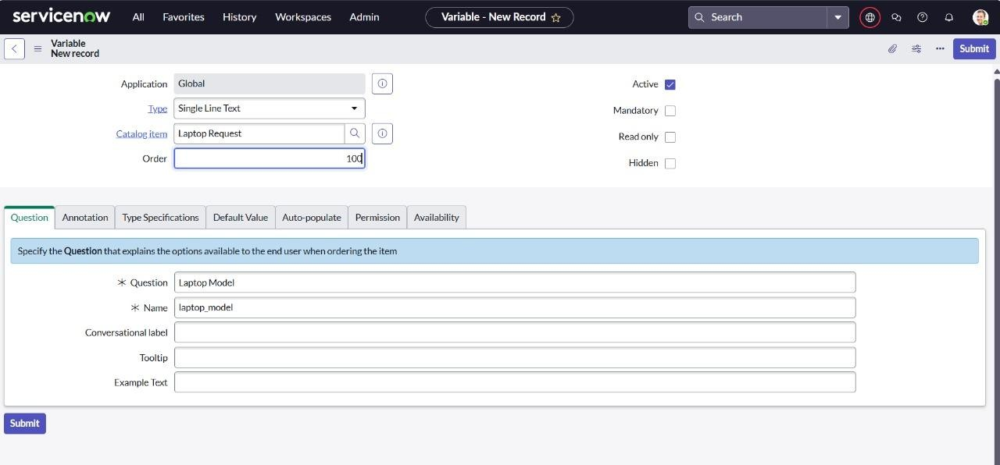 servicenow All Favorites History Workspaces Admin Variable - New Record Search
Variable
New record
Submit
Application Global
Active
Type Single Line Text
Mandatory
Catalog item Laptop Request
Read only
Order 100
Hidden
Question Annotation Type Specifications Default Value Auto-populate Permission Availability
Specify the Question that explains the options available to the end user when ordering the item
Question Laptop Model
Name laptop_model
Conversational label
Tooltip
Example Text
Submit